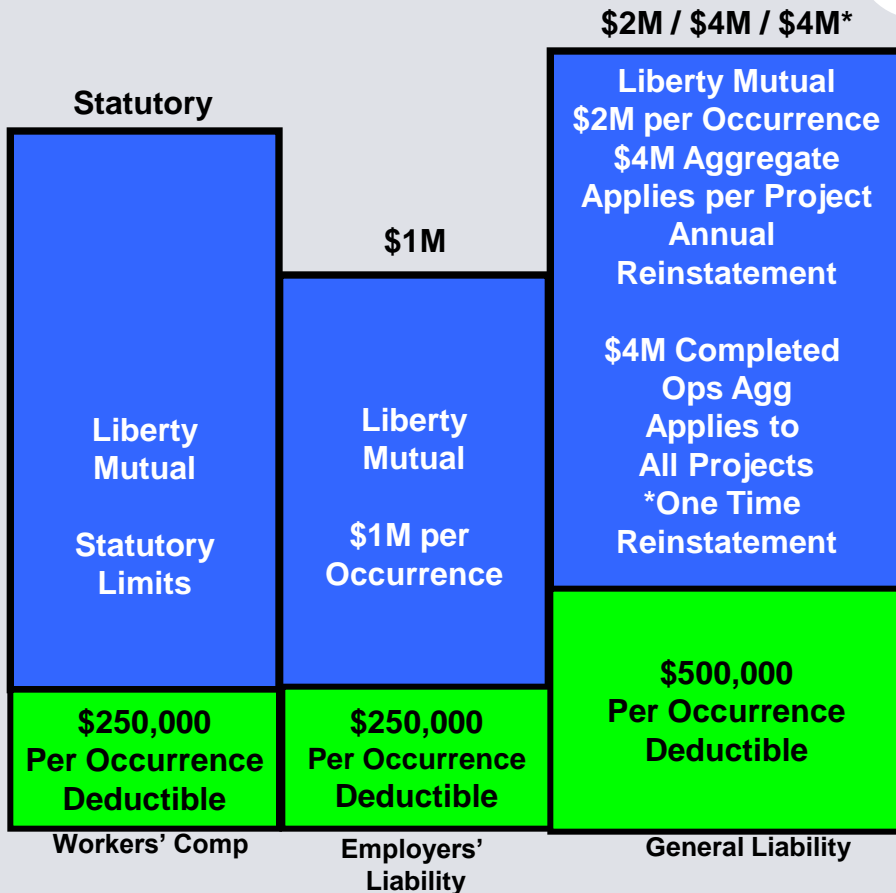 Statutory
Liberty
Mutual
Statutory
Limits
$250,000
Per Occurrence
Deductible
Workers’ Comp
$1M
Liberty
Mutual
$1M per
Occurrence
$250,000
Per Occurrence
Deductible
Employers’
Liability
$2M / $4M / $4M*
Liberty Mutual
$2M per Occurrence
$4M Aggregate
Applies per Project
Annual
Reinstatement
$4M Completed
Ops Agg
Applies to
All Projects
*One Time
Reinstatement
$500,000
Per Occurrence
Deductible
General Liability